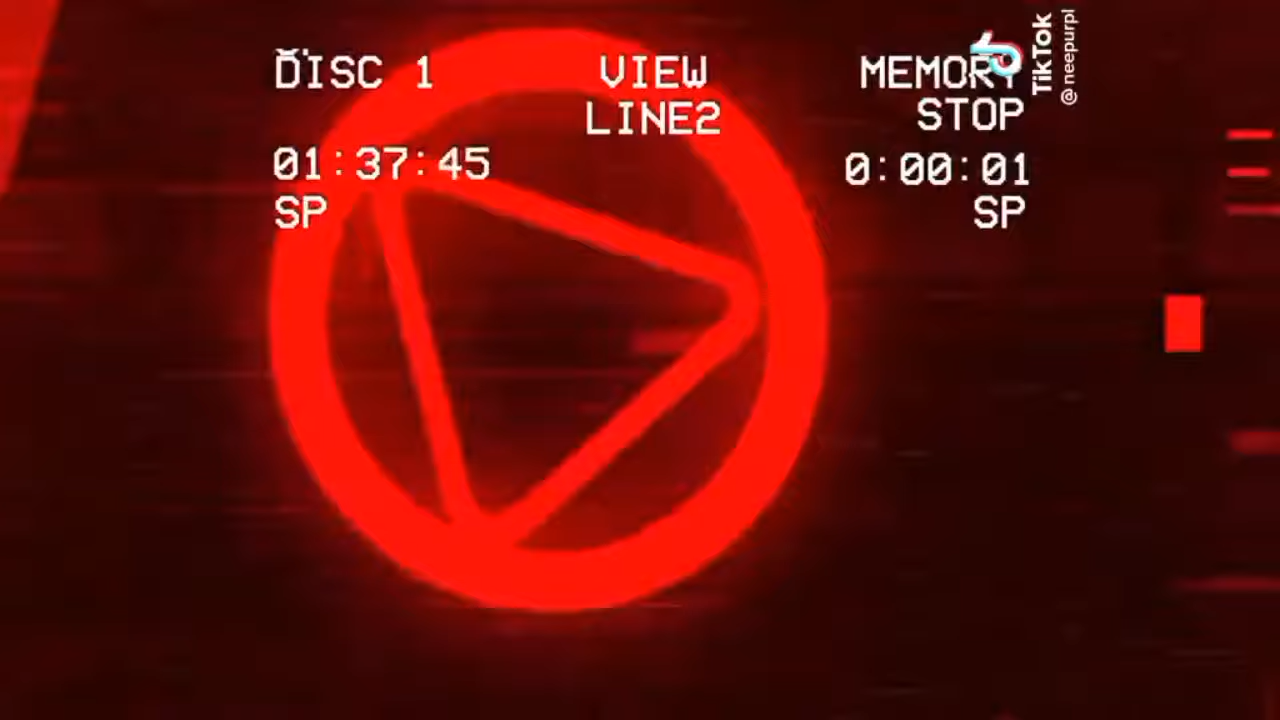 DISC 1
VIEW
MEMORY
LINE2
STOP
01:37:45
0:00:01
SP
SP
TikTok
@neepurpl